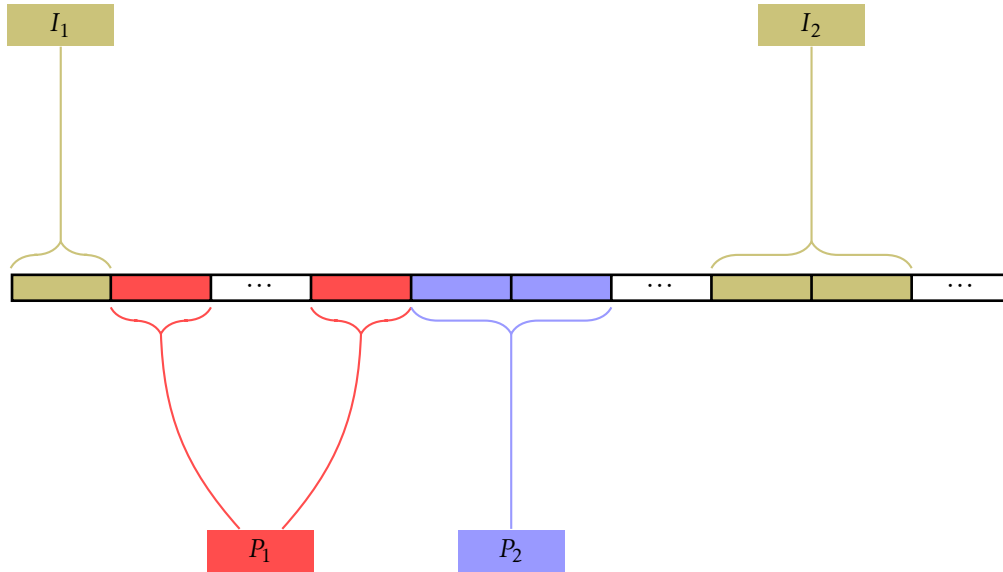 I₁ I₂
⋯ ⋯ ⋯
P₁ P₂